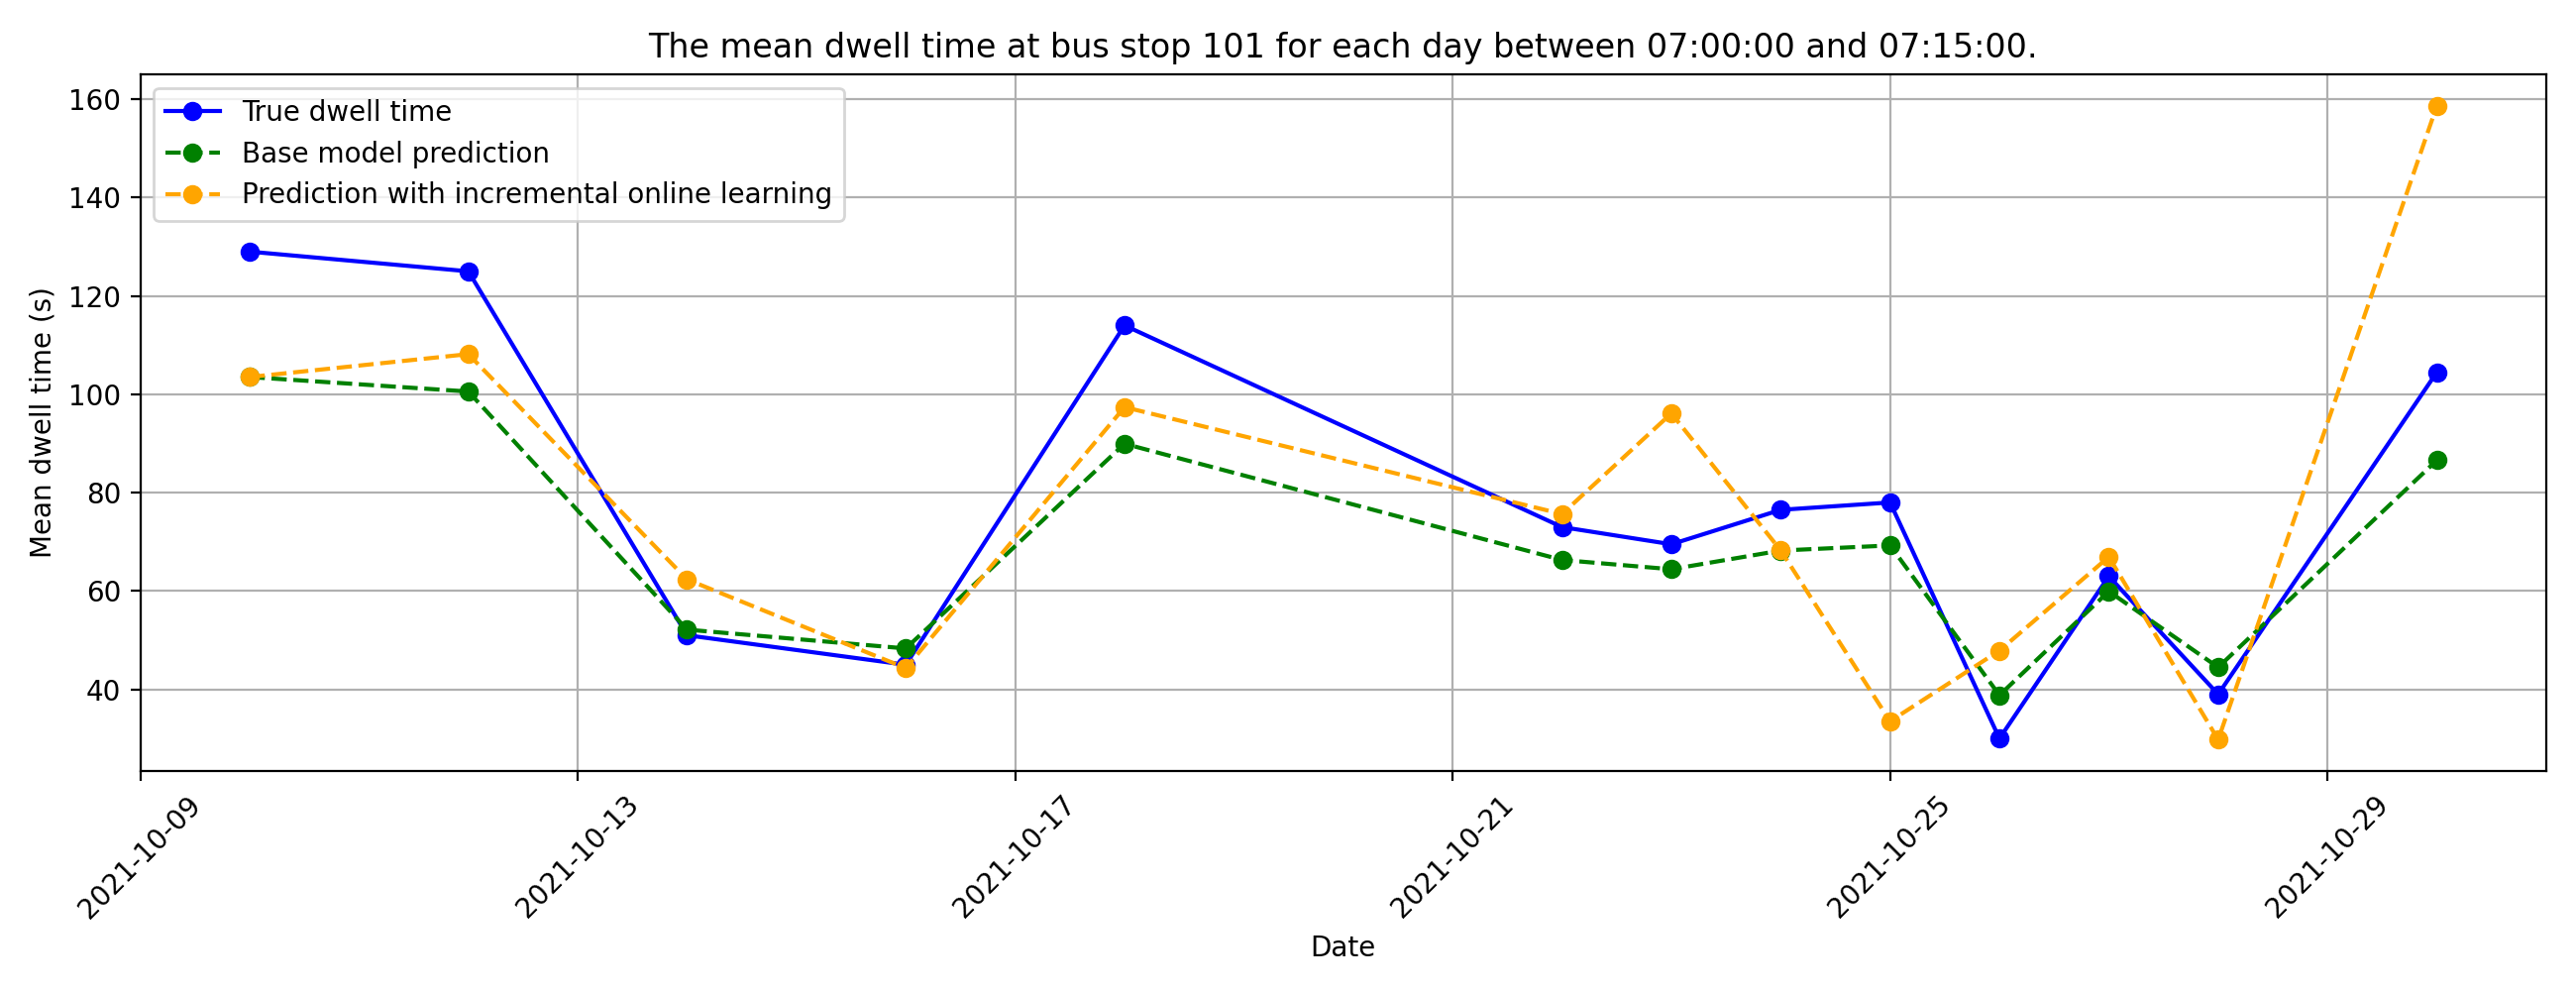 The mean dwell time at bus stop 101 for each day between 07:00:00 and 07:15:00.
True dwell time
Base model prediction
Prediction with incremental online learning
Mean dwell time (s)
160
140
120
100
80
60
40
2021-10-09
2021-10-13
2021-10-17
2021-10-21
2021-10-25
2021-10-29
Date